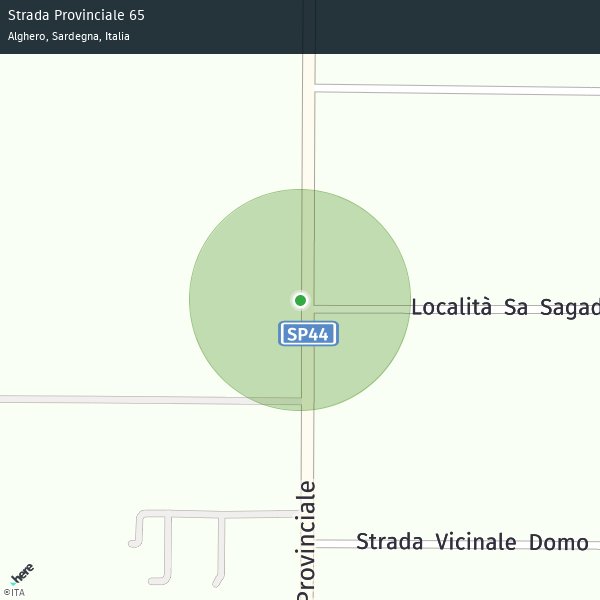 Strada Provinciale 65
Alghero, Sardegna, Italia
Località Sa Sagad
SP44
Provinciale
Strada Vicinale Domo
here
©ITA